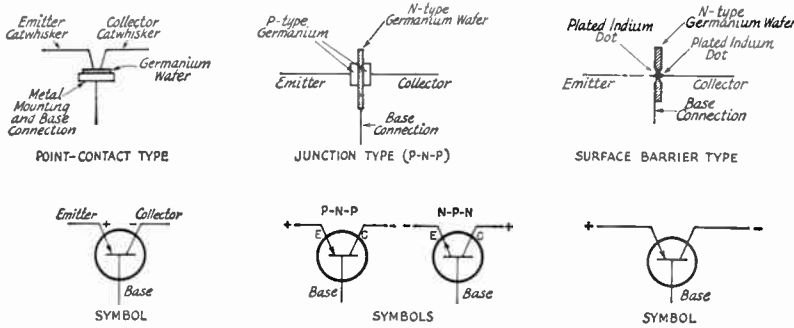 Emitter
Catwhisker
Collector
Catwhisker
Germanium
Wafer
Metal
Mounting
and Base
Connection
POINT-CONTACT TYPE
P-type
Germanium
N-type
Germanium Wafer
Emitter
Collector
Base
Connection
JUNCTION TYPE (P-N-P)
Plated Indium
Dot
N-type
Germanium Wafer
Plated Indium
Dot
Emitter
Collector
Base
Connection
SURFACE BARRIER TYPE
Emitter + - Collector
Base
SYMBOL
P-N-P
+ E C -
Base
N-P-N
- E C +
Base
SYMBOLS
+ -
Base
SYMBOL